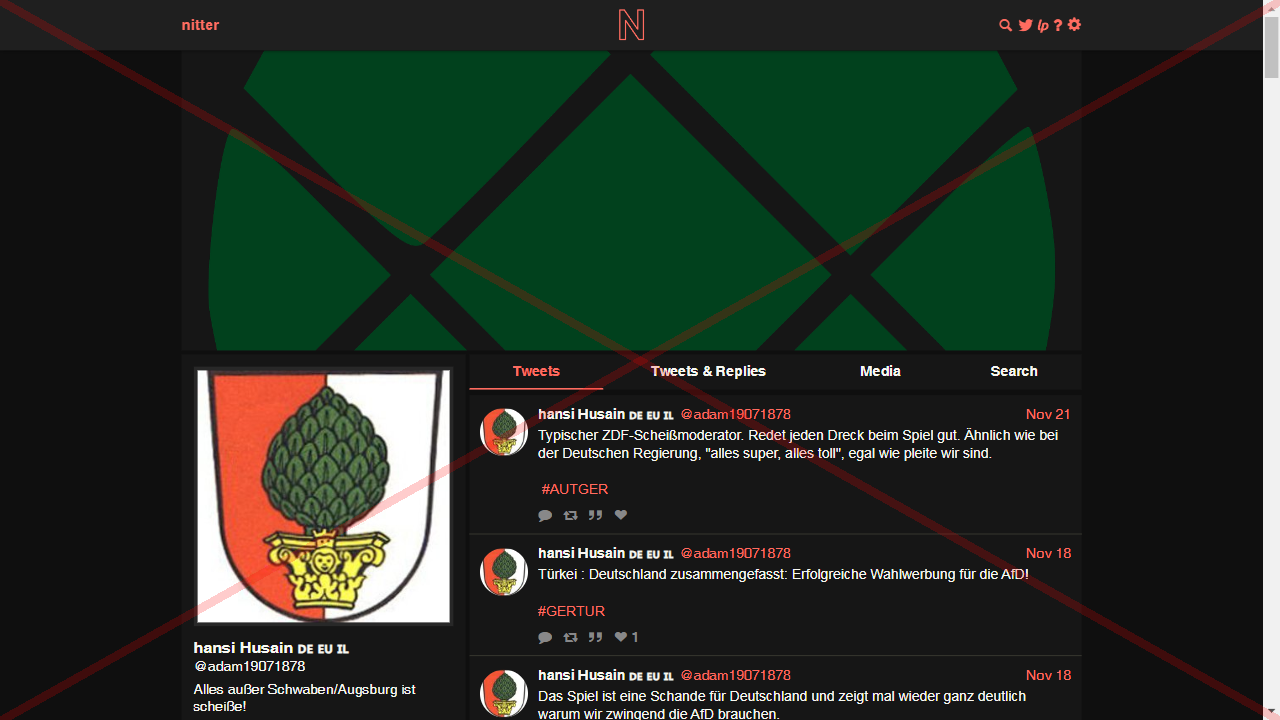 nitter
N
lp ?
Tweets
Tweets & Replies
Media
Search
hansi Husain DE EU IL @adam19071878 Nov 21
Typischer ZDF-Scheißmoderator. Redet jeden Dreck beim Spiel gut. Ähnlich wie bei
der Deutschen Regierung, "alles super, alles toll", egal wie pleite wir sind.
#AUTGER
hansi Husain DE EU IL @adam19071878 Nov 18
Türkei : Deutschland zusammengefasst: Erfolgreiche Wahlwerbung für die AfD!
#GERTUR
1
hansi Husain DE EU IL @adam19071878 Nov 18
Das Spiel ist eine Schande für Deutschland und zeigt mal wieder ganz deutlich
warum wir zwingend die AfD brauchen.
hansi Husain DE EU IL
@adam19071878
Alles außer Schwaben/Augsburg ist
scheiße!